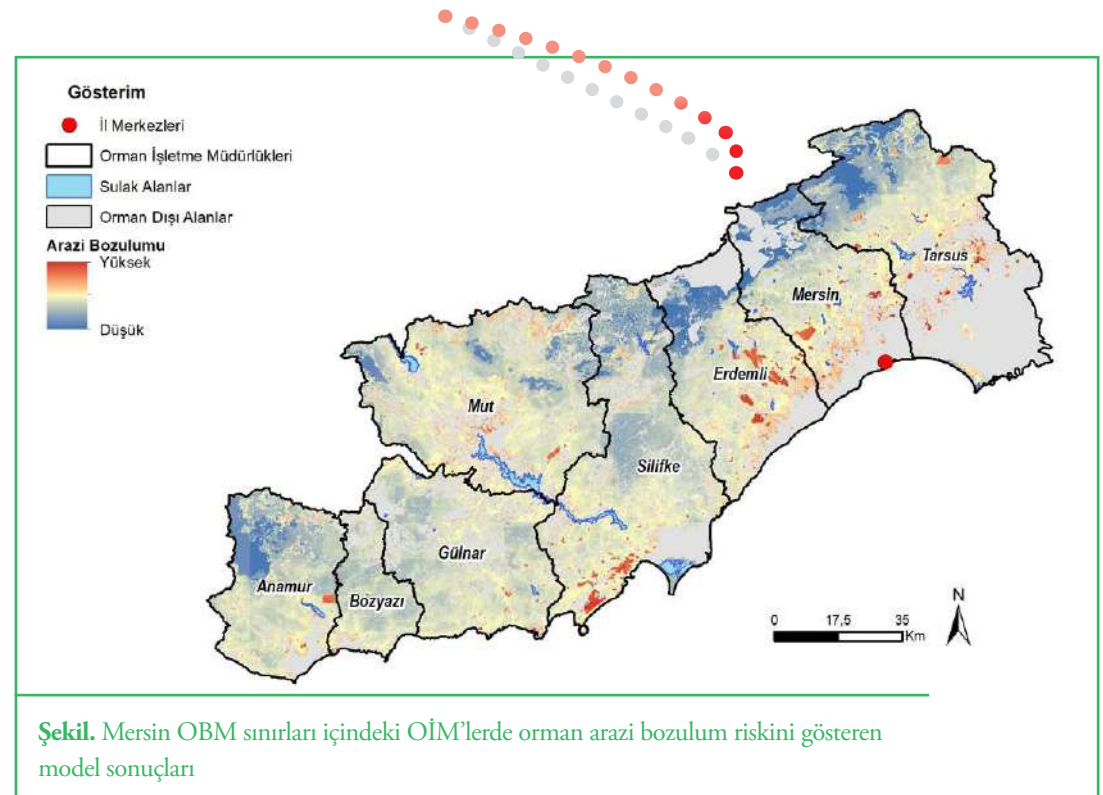 Gösterim
İl Merkezleri
Orman İşletme Müdürlükleri
Sulak Alanlar
Orman Dışı Alanlar
Arazi Bozulumu
Yüksek
Düşük
Tarsus
Mersin
Erdemli
Mut
Silifke
Gülnar
Anamur
Bozyazı
N
0 17,5 35
Km
Şekil. Mersin OBM sınırları içindeki OİM’lerde orman arazi bozulum riskini gösteren
model sonuçları